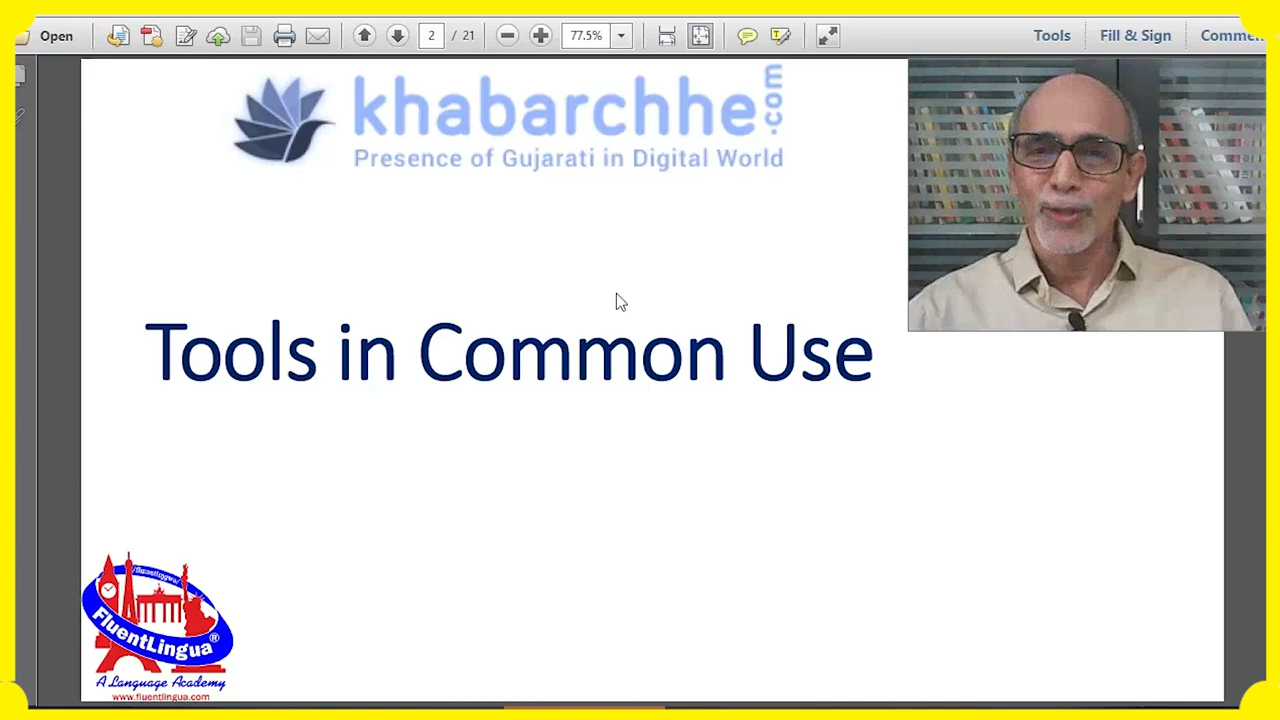 Open
2 / 21
77.5%
Tools
Fill & Sign
khabarchhe.com
Presence of Gujarati in Digital World
Tools in Common Use
/fluentlingua/
FluentLingua®
A Language Academy
www.fluentlingua.com